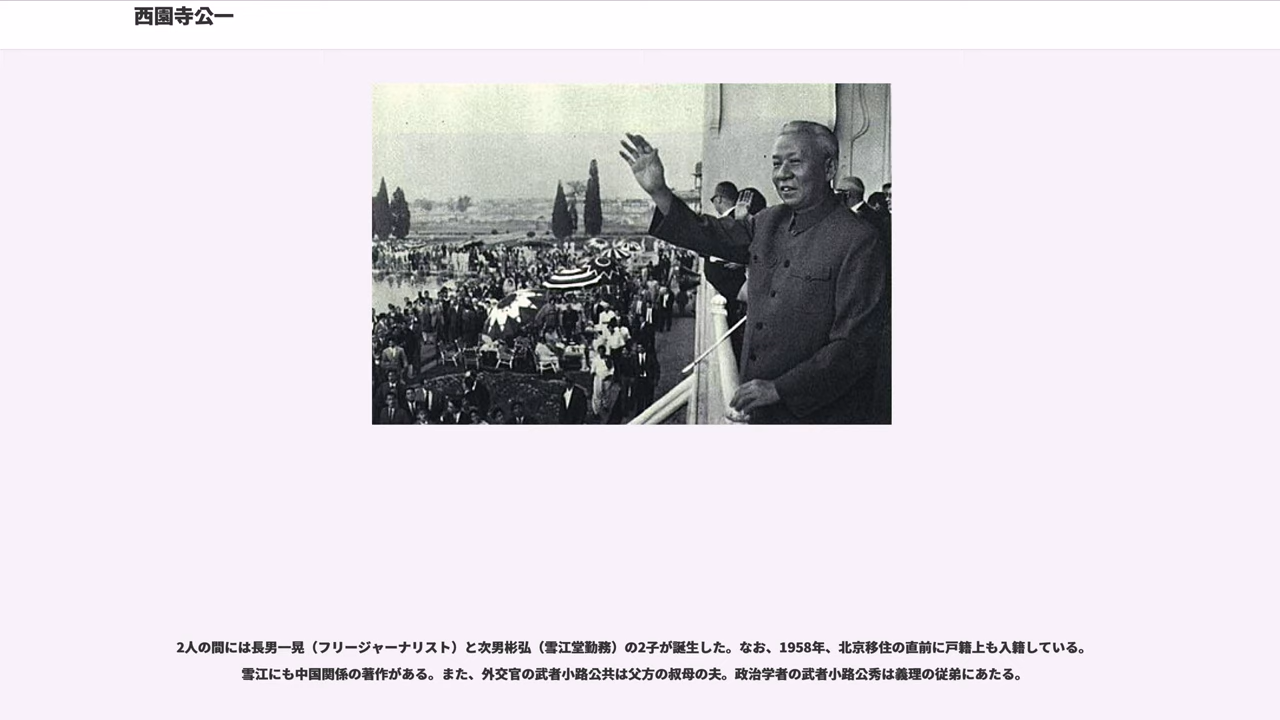 西園寺公一
2人の間には長男一晃（フリージャーナリスト）と次男彬弘（雪江堂勤務）の2子が誕生した。なお、1958年、北京移住の直前に戸籍上も入籍している。
雪江にも中国関係の著作がある。また、外交官の武者小路公共は父方の叔母の夫。政治学者の武者小路公秀は義理の従弟にあたる。